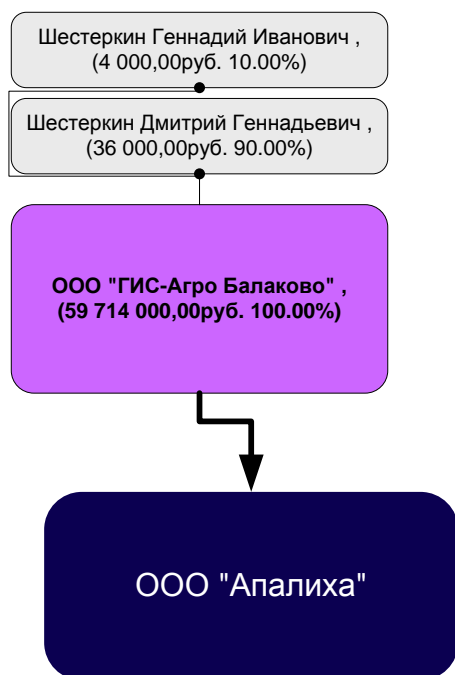 Шестеркин Геннадий Иванович ,
(4 000,00руб. 10.00%)
Шестеркин Дмитрий Геннадьевич ,
(36 000,00руб. 90.00%)
ООО "ГИС-Агро Балаково" ,
(59 714 000,00руб. 100.00%)
ООО "Апалиха"